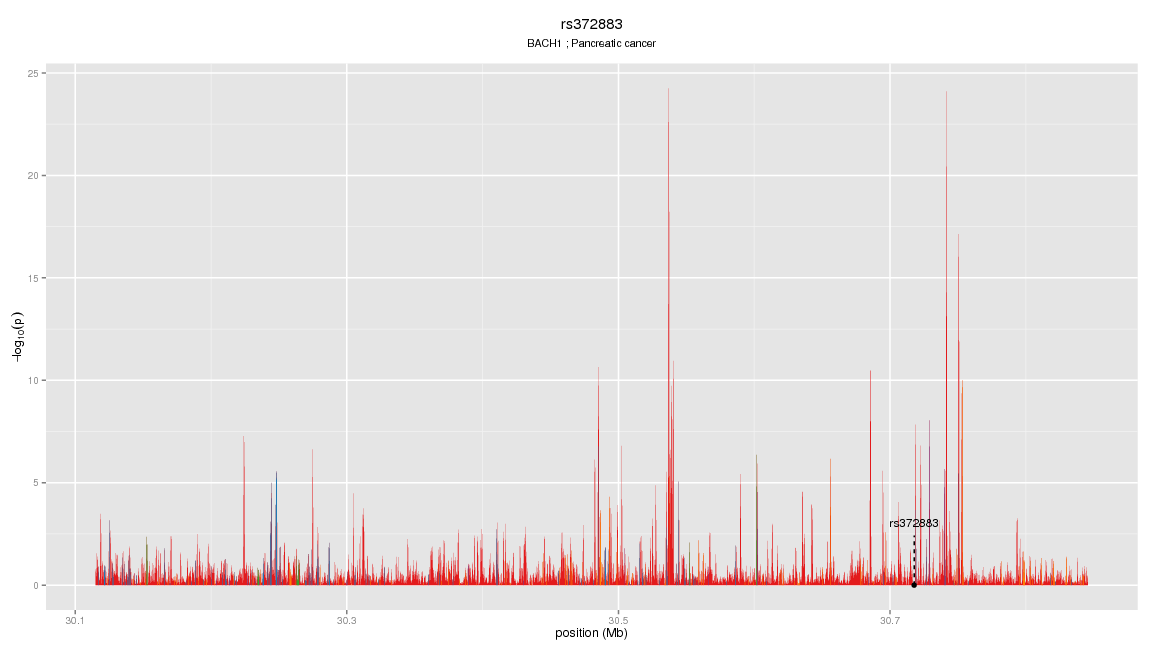 rs372883
BACH1 ; Pancreatic cancer
25
20
15
10
5
0
−log10(p)
rs372883
30.1
30.3
30.5
30.7
position (Mb)